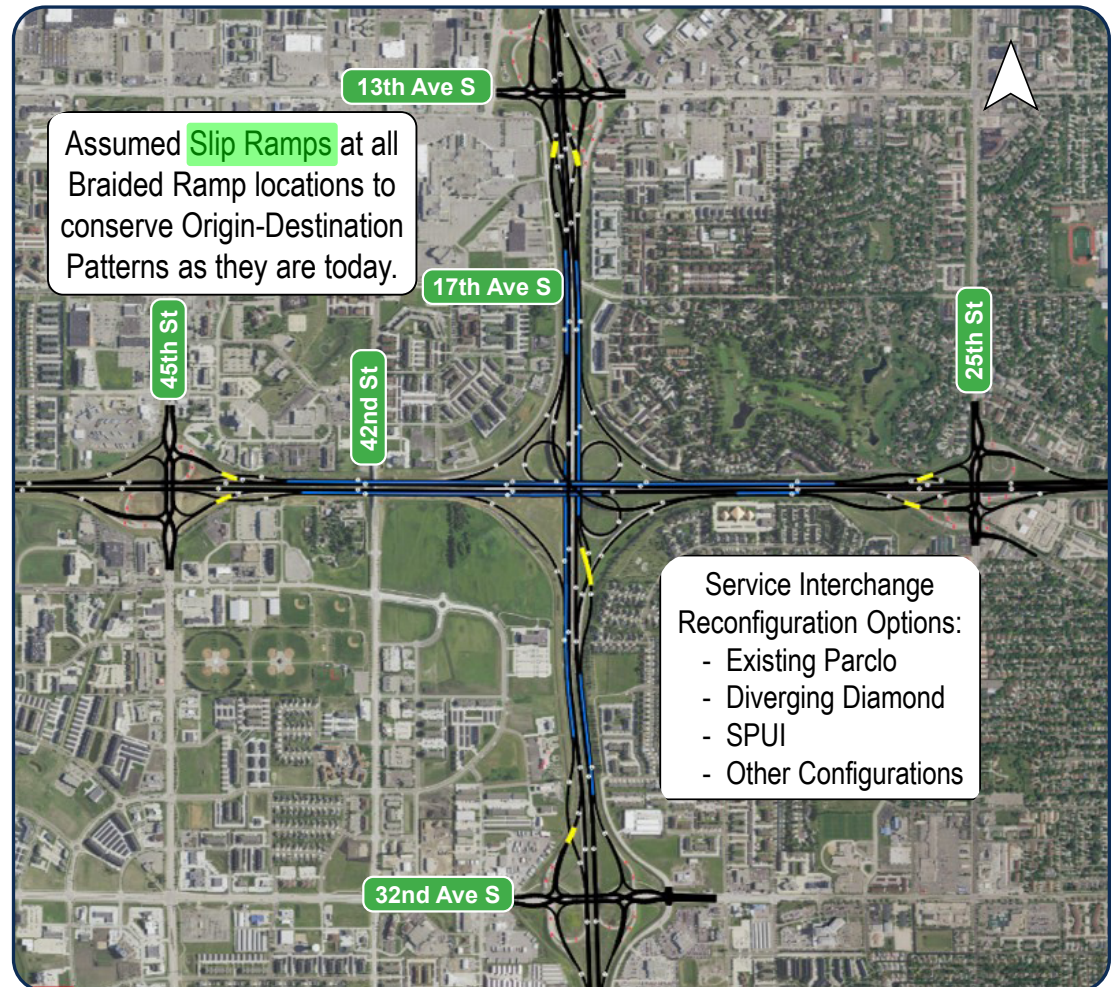 13th Ave S
Assumed Slip Ramps at all
Braided Ramp locations to
conserve Origin-Destination
Patterns as they are today.
17th Ave S
45th St
42nd St
25th St
Service Interchange
Reconfiguration Options:
- Existing Parclo
- Diverging Diamond
- SPUI
- Other Configurations
32nd Ave S